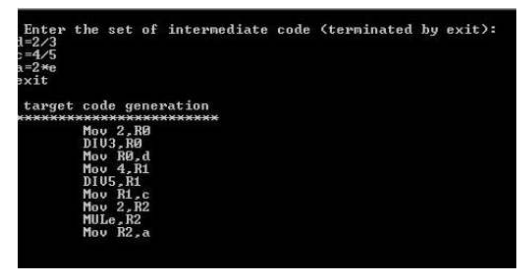 Enter the set of intermediate code (terminated by exit):
d=2/3
c=4/5
a=2*e
exit
target code generation
*************************
Mov 2,R0
DIV3,R0
Mov R0,d
Mov 4,R1
DIV5,R1
Mov R1,c
Mov 2,R2
MULe,R2
Mov R2,a